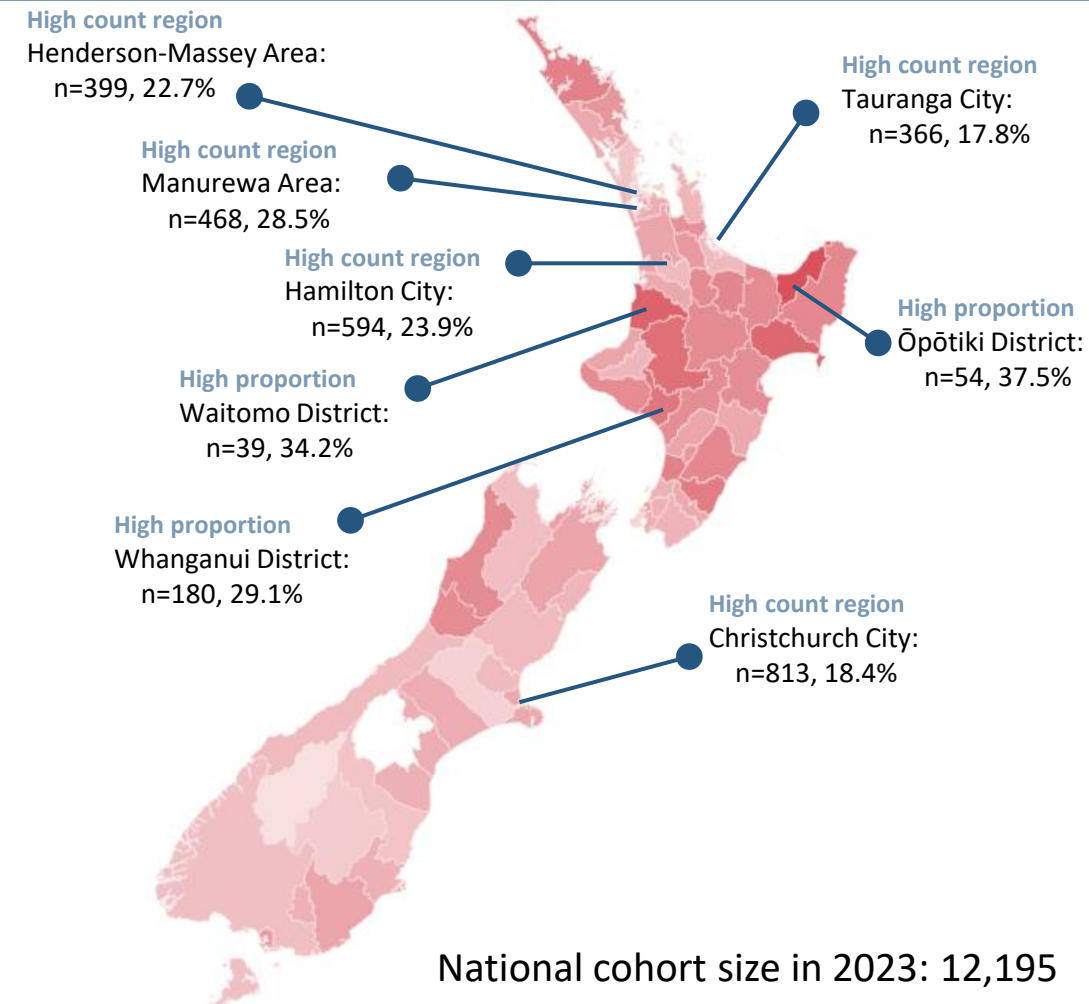 High count region
Henderson-Massey Area:
n=399, 22.7%
High count region
Tauranga City:
n=366, 17.8%
High count region
Manurewa Area:
n=468, 28.5%
High count region
Hamilton City:
n=594, 23.9%
High proportion
Ōpōtiki District:
n=54, 37.5%
High proportion
Waitomo District:
n=39, 34.2%
High proportion
Whanganui District:
n=180, 29.1%
High count region
Christchurch City:
n=813, 18.4%
National cohort size in 2023: 12,195